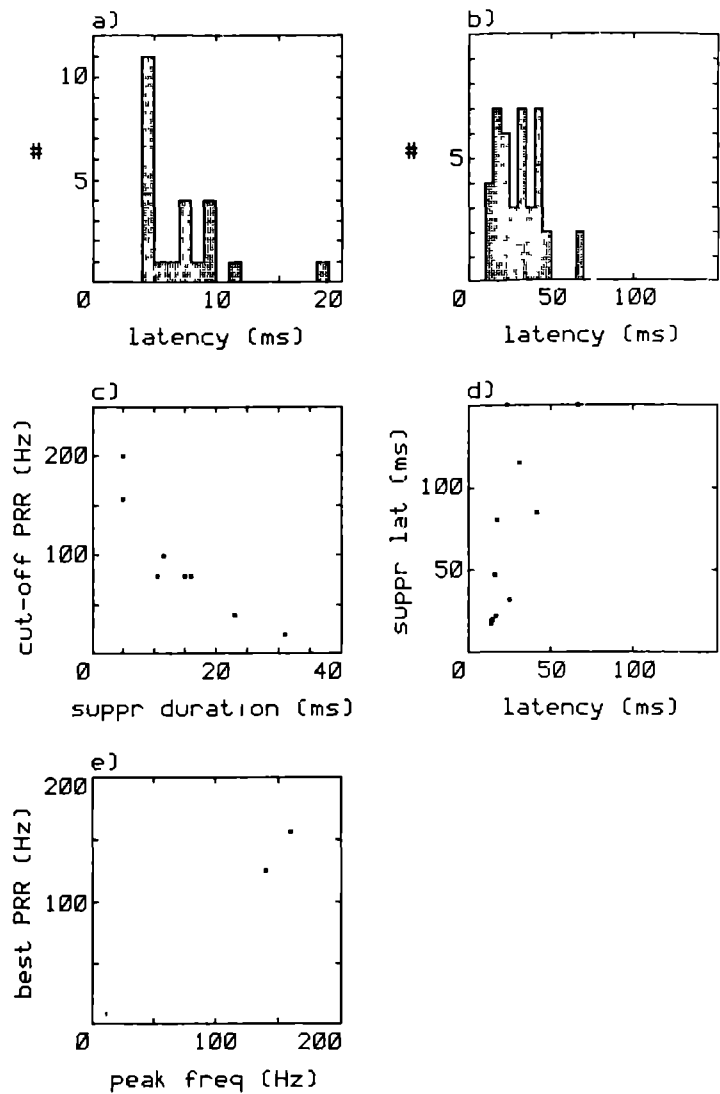 a)
10
5
#
0 10 20
latency (ms)
b)
5
#
0 50 100
latency (ms)
c)
200
100
cut-off PRR (Hz)
0 20 40
suppr duration (ms)
d)
100
50
suppr lat (ms)
0 50 100
latency (ms)
e)
200
100
best PRR (Hz)
0 100 200
peak freq (Hz)